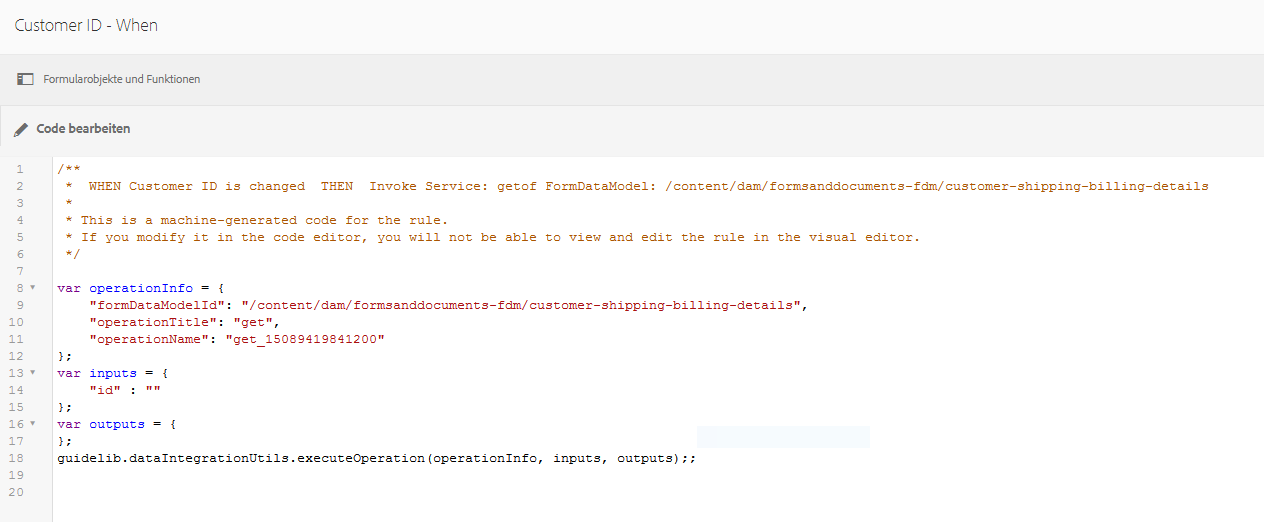 Customer ID - When
Formularobjekte und Funktionen
Code bearbeiten
1 /**
2  *  WHEN Customer ID is changed  THEN  Invoke Service: getof FormDataModel: /content/dam/formsanddocuments-fdm/customer-shipping-billing-details
3  *
4  * This is a machine-generated code for the rule.
5  * If you modify it in the code editor, you will not be able to view and edit the rule in the visual editor.
6  */
7
8 var operationInfo = {
9     "formDataModelId": "/content/dam/formsanddocuments-fdm/customer-shipping-billing-details",
10     "operationTitle": "get",
11     "operationName": "get_15089419841200"
12 };
13 var inputs = {
14     "id" : ""
15 };
16 var outputs = {
17 };
18 guidelib.dataIntegrationUtils.executeOperation(operationInfo, inputs, outputs);;
19
20